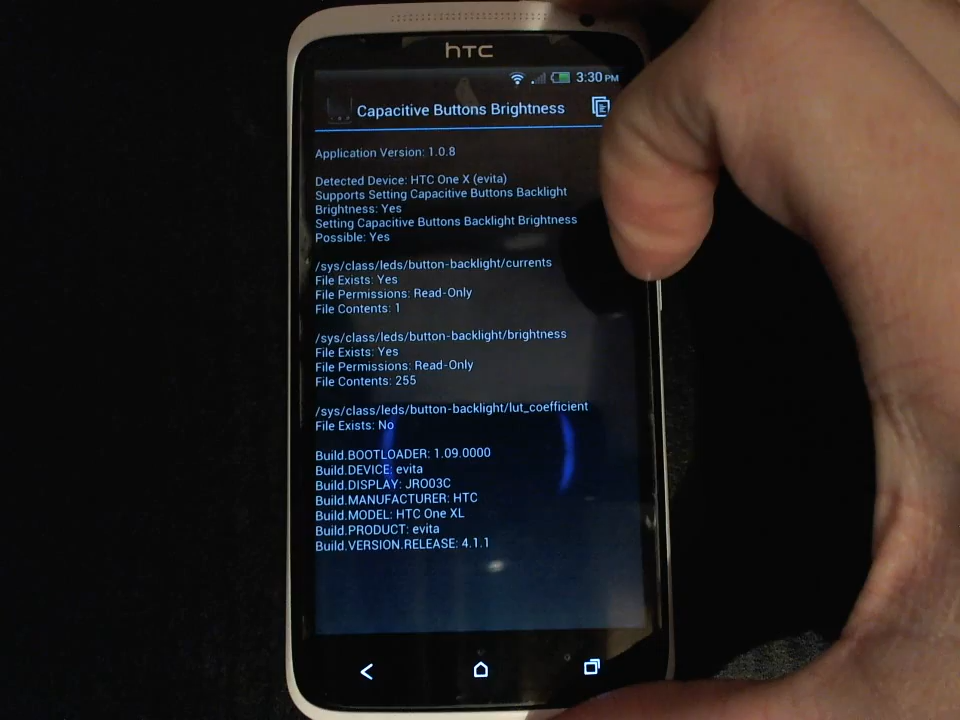 hTC
3:30 PM
Capacitive Buttons Brightness
Application Version: 1.0.8
Detected Device: HTC One X (evita)
Supports Setting Capacitive Buttons Backlight
Brightness: Yes
Setting Capacitive Buttons Backlight Brightness
Possible: Yes
/sys/class/leds/button-backlight/currents
File Exists: Yes
File Permissions: Read-Only
File Contents: 1
/sys/class/leds/button-backlight/brightness
File Exists: Yes
File Permissions: Read-Only
File Contents: 255
/sys/class/leds/button-backlight/lut_coefficient
File Exists: No
Build.BOOTLOADER: 1.09.0000
Build.DEVICE: evita
Build.DISPLAY: JRO03C
Build.MANUFACTURER: HTC
Build.MODEL: HTC One XL
Build.PRODUCT: evita
Build.VERSION.RELEASE: 4.1.1